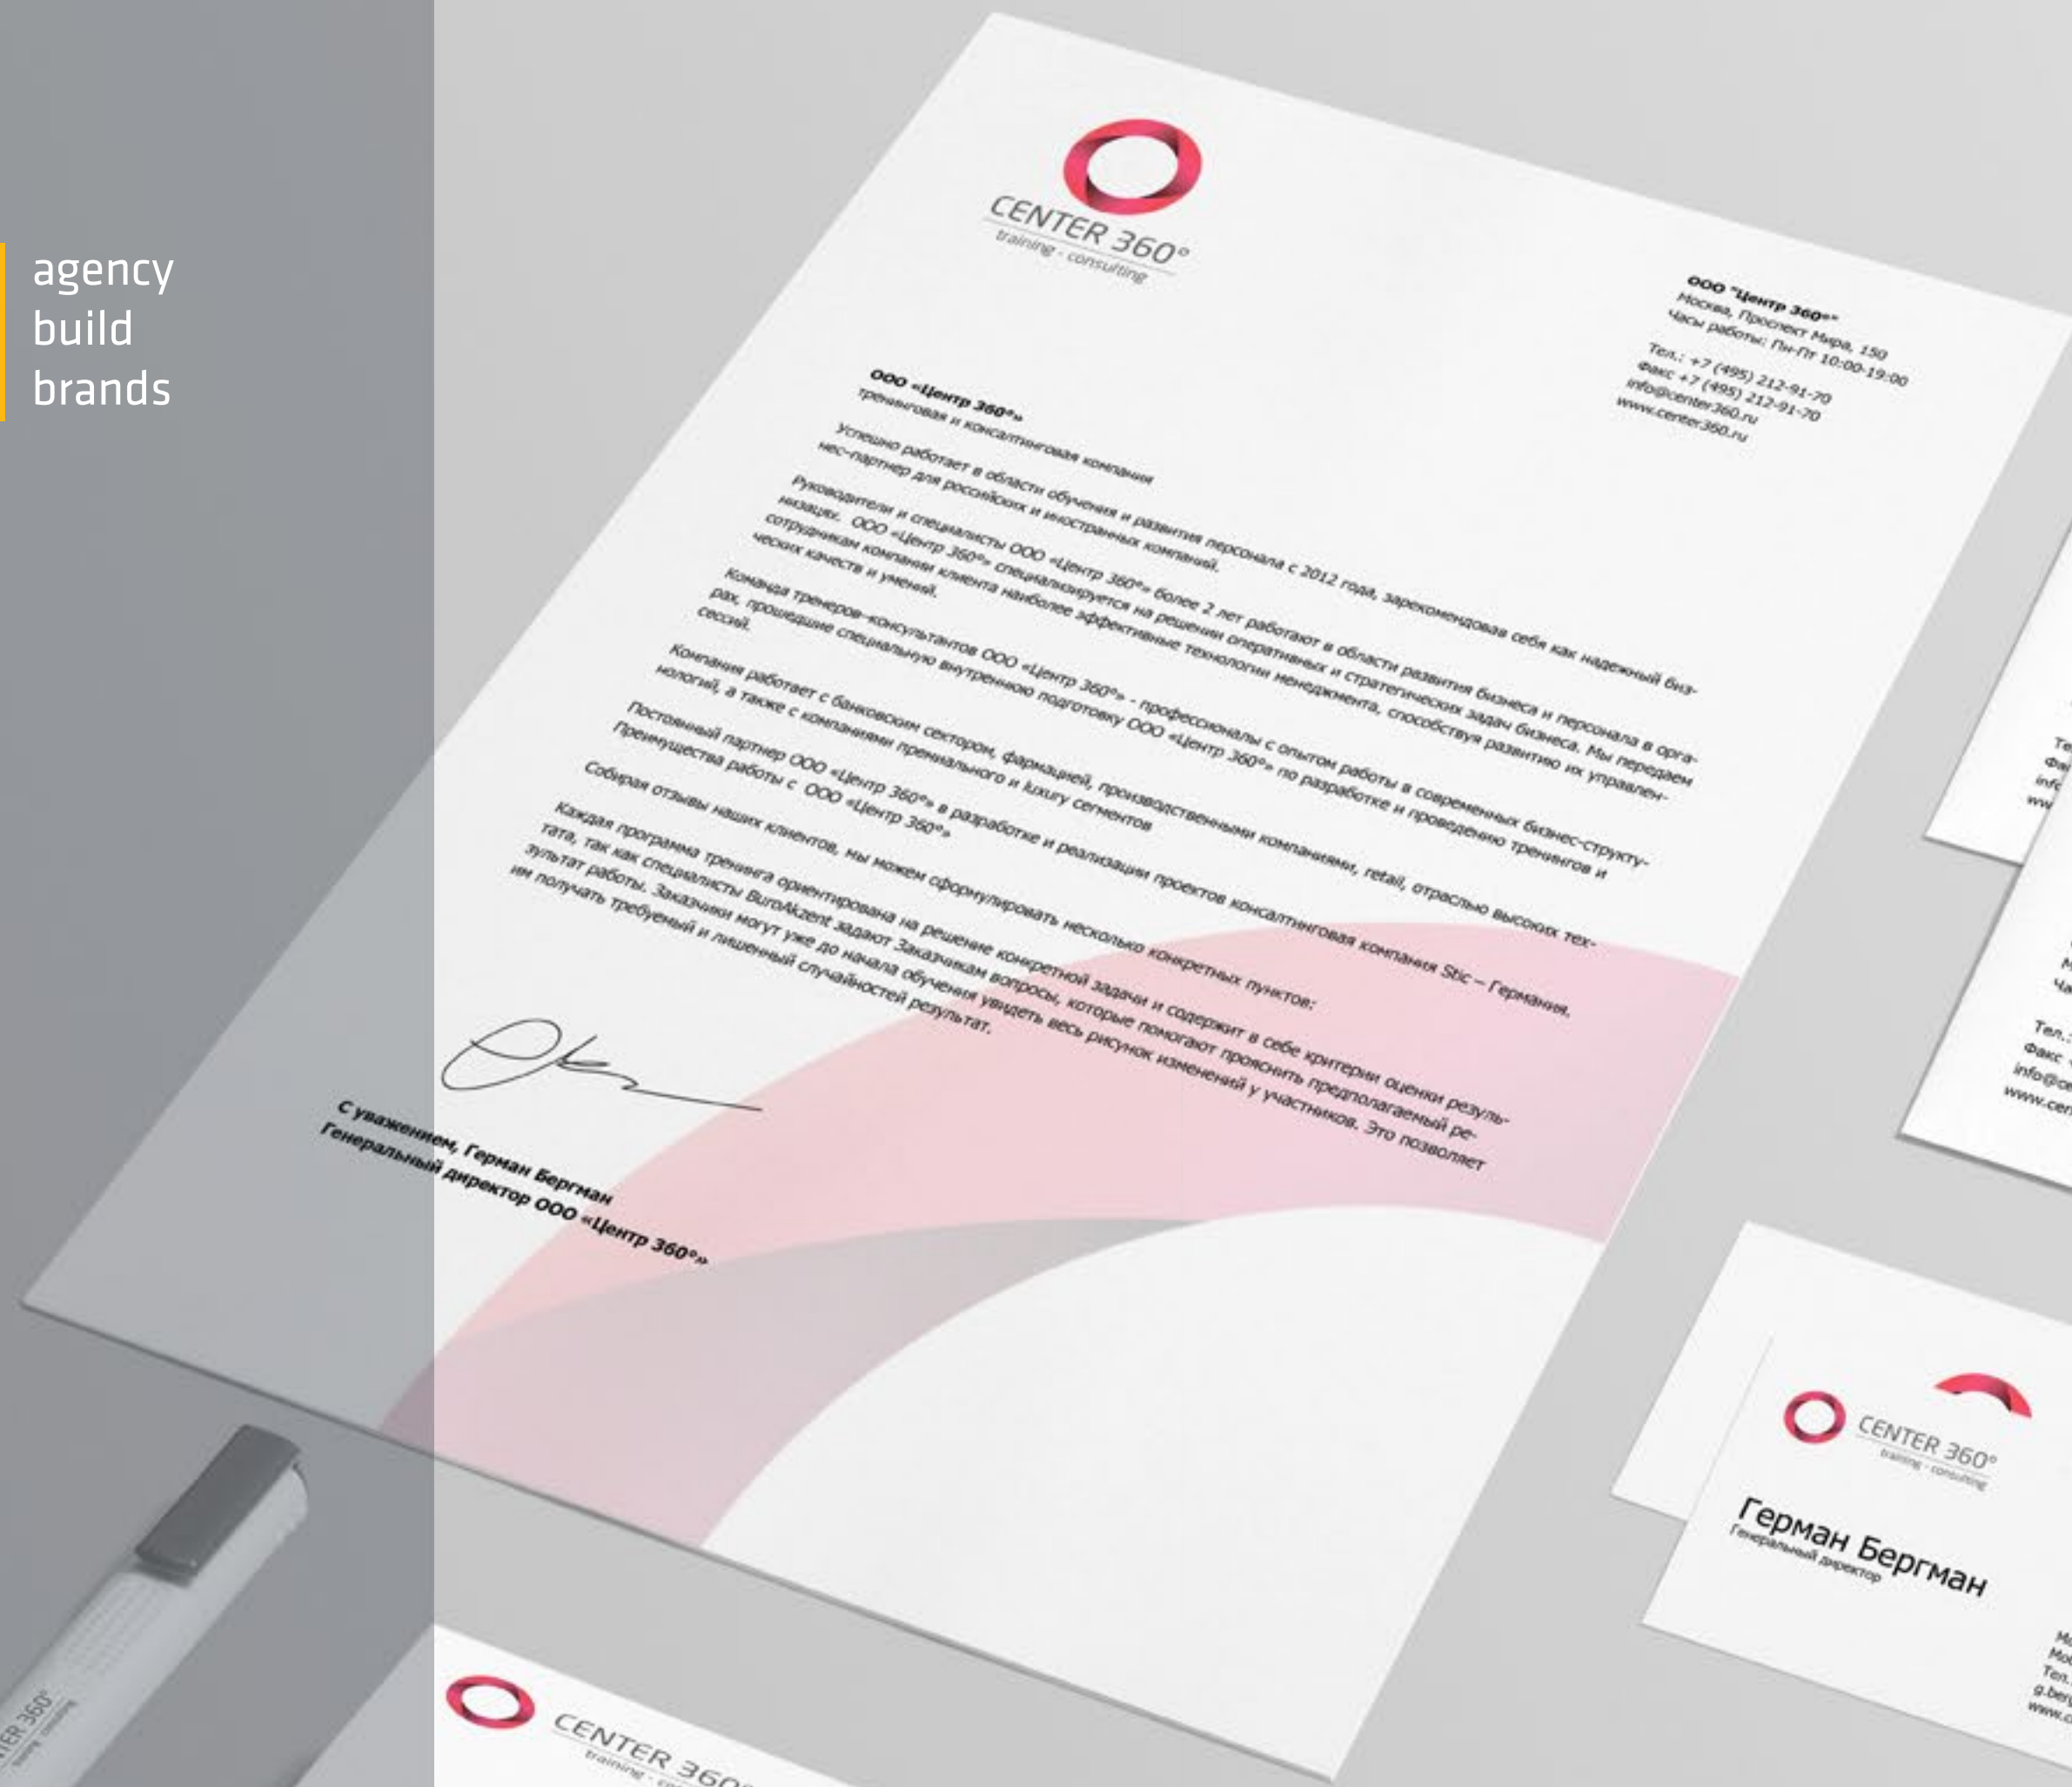 agency
build
brands
CENTER 360°
training - consulting
ООО "Центр 360°"
Москва, Проспект Мира, 150
Часы работы: Пн-Пт 10:00-19:00
Тел.: +7 (495) 212-91-70
Факс +7 (495) 212-91-70
info@center360.ru
www.center360.ru
ООО «Центр 360°»
тренинговая и консалтинговая компания
Успешно работает в области обучения и развития персонала с 2012 года, зарекомендовав себя как надежный биз-
нес-партнер для российских и иностранных компаний.
Руководители и специалисты ООО «Центр 360°» более 2 лет работают в области развития бизнеса и персонала в орга-
низациях. ООО «Центр 360°» специализируется на решении оперативных и стратегических задач бизнеса. Мы передаем
сотрудникам компании клиента наиболее эффективные технологии менеджмента, способствуя развитию их управлен-
ческих качеств и умений.
Команда тренеров-консультантов ООО «Центр 360°» - профессионалы с опытом работы в современных бизнес-структу-
рах, прошедшие специальную внутреннюю подготовку ООО «Центр 360°» по разработке и проведению тренингов и
сессий.
Компания работает с банковским сектором, фармацией, производственными компаниями, retail, отраслью высоких тех-
нологий, а также с компаниями премиального и luxury сегментов
Постоянный партнер ООО «Центр 360°» в разработке и реализации проектов консалтинговая компания Stic – Германия.
Преимущества работы с ООО «Центр 360°»
Собирая отзывы наших клиентов, мы можем сформулировать несколько конкретных пунктов:
Каждая программа тренинга ориентирована на решение конкретной задачи и содержит в себе критерии оценки резуль-
тата, так как специалисты BuroAkzent задают Заказчикам вопросы, которые помогают прояснить предполагаемый ре-
зультат работы. Заказчики могут уже до начала обучения увидеть весь рисунок изменений у участников. Это позволяет
им получать требуемый и лишенный случайностей результат.
С уважением, Герман Бергман
Генеральный директор ООО «Центр 360°»
Тел.:
Факс
www.cen
CENTER 360°
training - consulting
Герман Бергман
Генеральный директор
Тел.
CENTER 360°
training -
360°
consulting